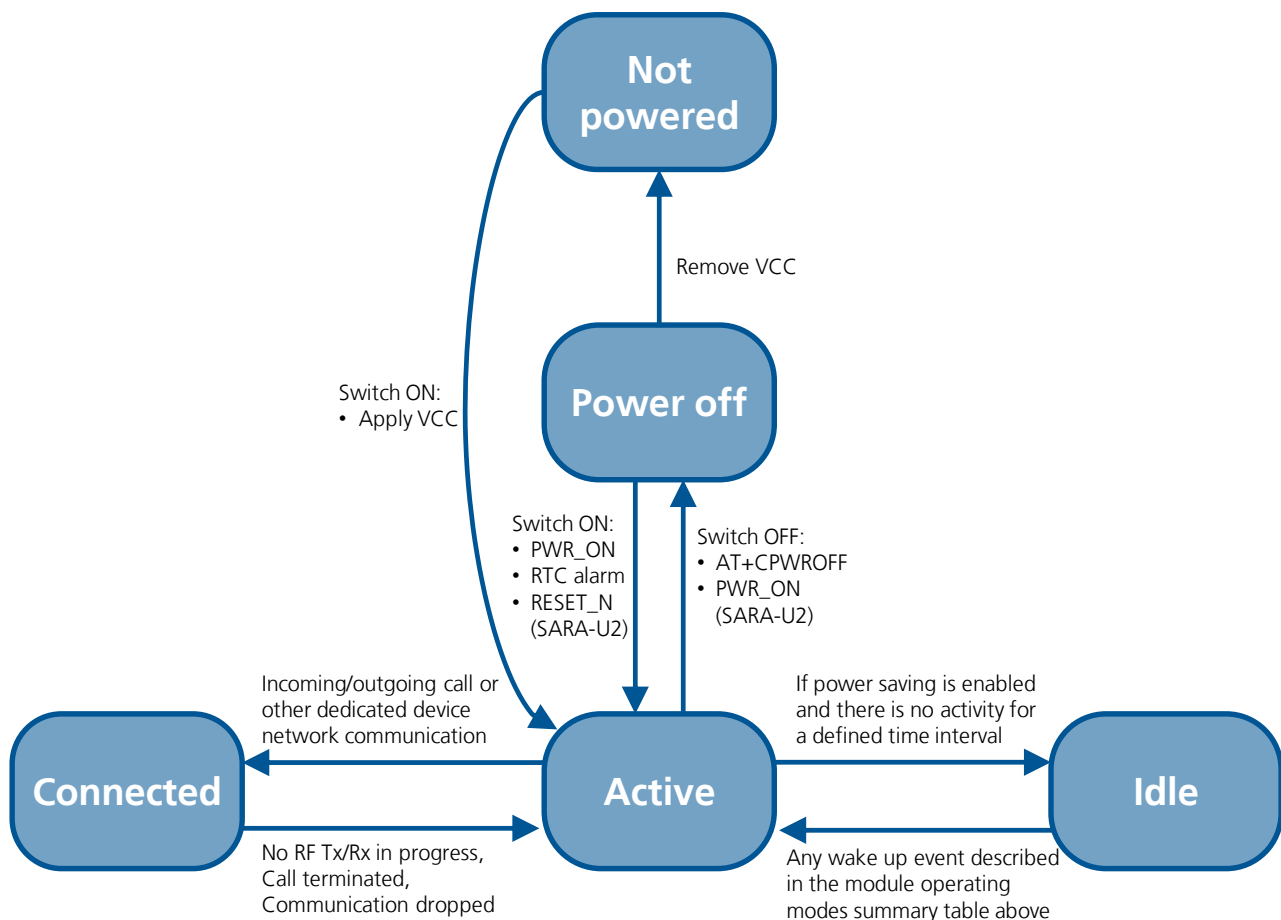 Not
powered
Remove VCC
Switch ON:
• Apply VCC
Power off
Switch ON:
• PWR_ON
• RTC alarm
• RESET_N
(SARA-U2)
Switch OFF:
• AT+CPWROFF
• PWR_ON
(SARA-U2)
Incoming/outgoing call or
other dedicated device
network communication
If power saving is enabled
and there is no activity for
a defined time interval
Connected
Active
Idle
No RF Tx/Rx in progress,
Call terminated,
Communication dropped
Any wake up event described
in the module operating
modes summary table above